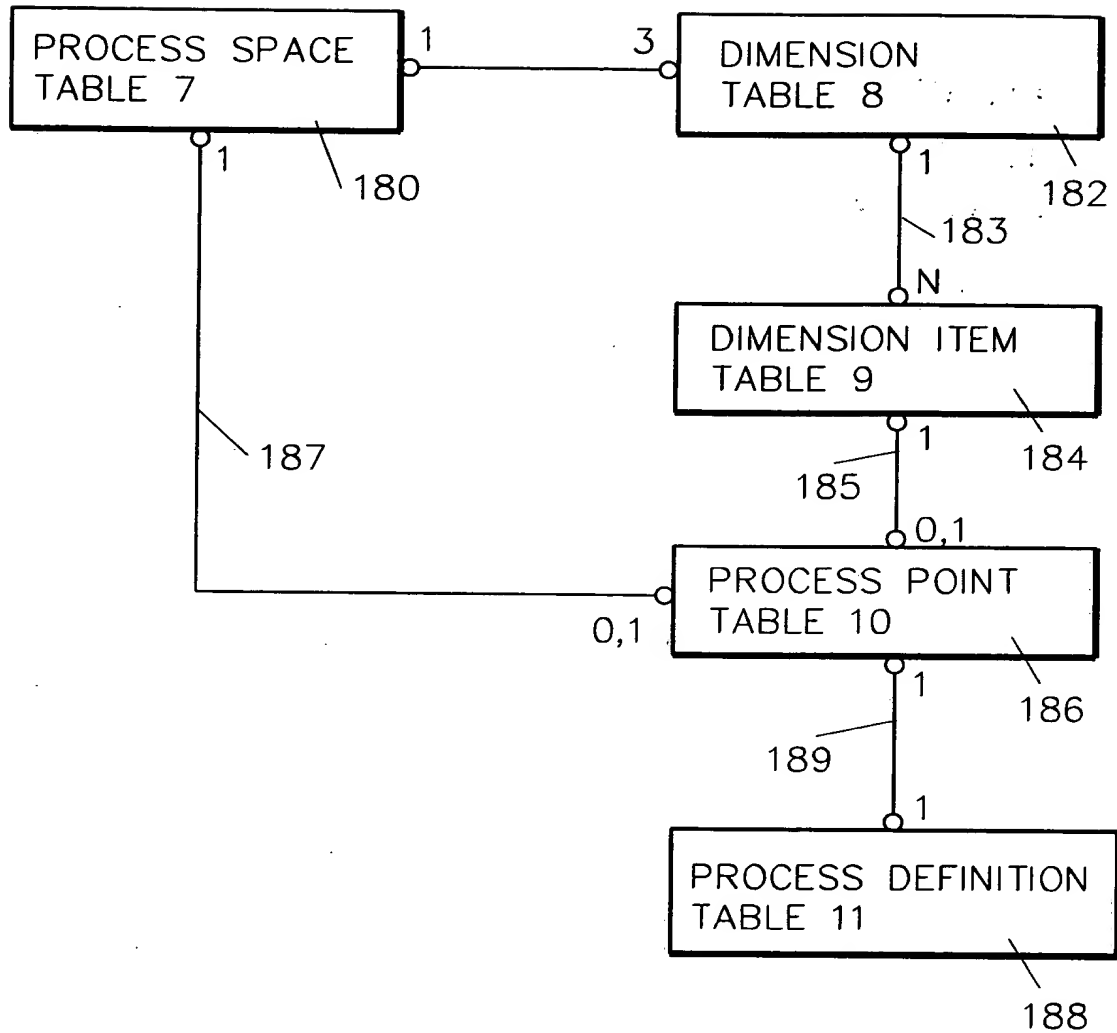 PROCESS SPACE
TABLE 7
1
3
DIMENSION
TABLE 8
1
180
1
182
183
N
DIMENSION ITEM
TABLE 9
187
1
184
185
0,1
PROCESS POINT
TABLE 10
0,1
1
186
189
1
PROCESS DEFINITION
TABLE 11
188